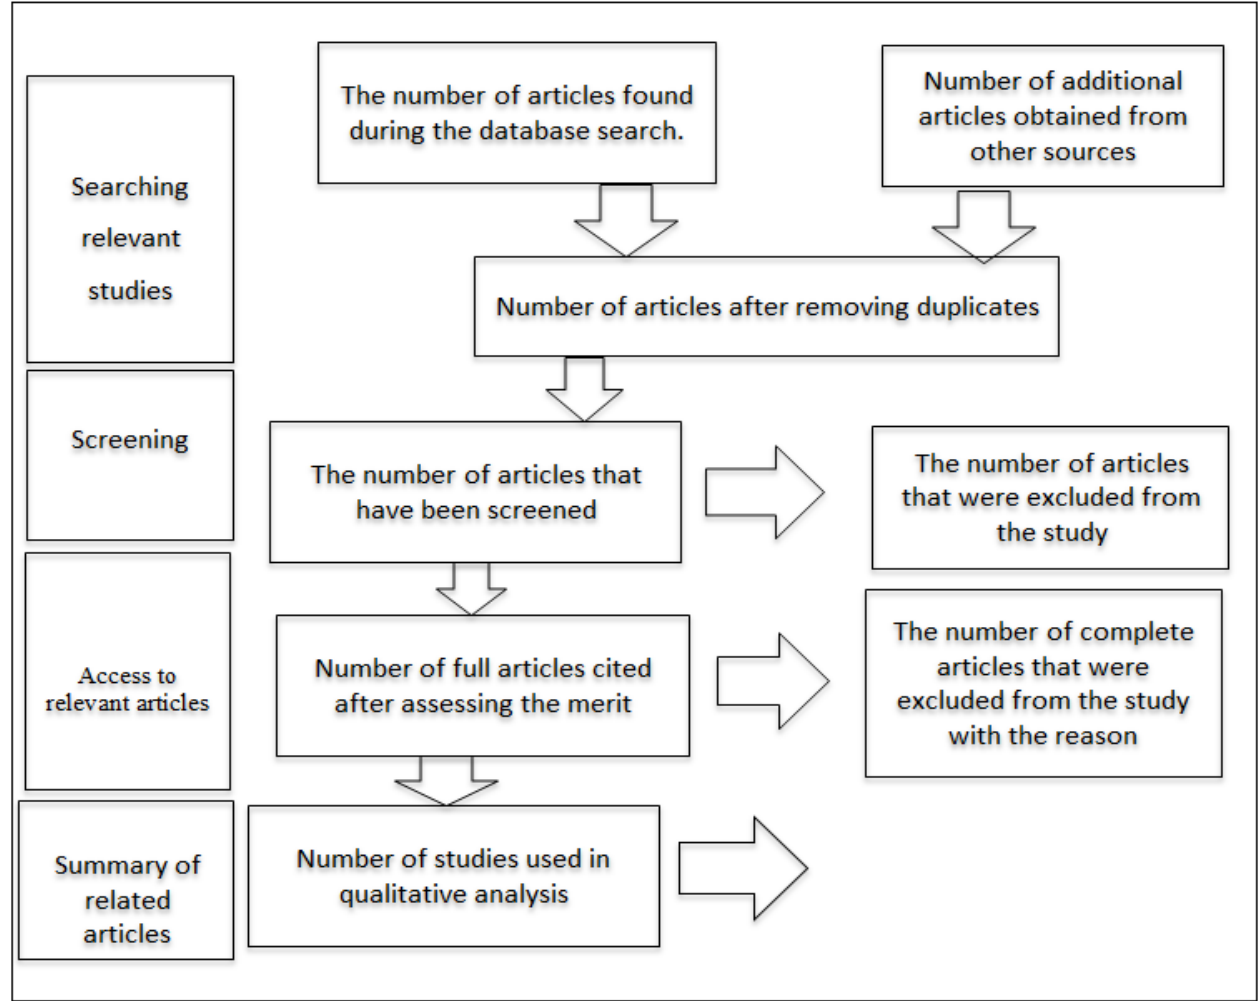 The number of articles found
during the database search.
Number of additional
articles obtained from
other sources
Searching
relevant
studies
Number of articles after removing duplicates
Screening
The number of articles that
have been screened
The number of articles
that were excluded from
the study
Access to
relevant articles
Number of full articles cited
after assessing the merit
The number of complete
articles that were
excluded from the study
with the reason
Summary of
related
articles
Number of studies used in
qualitative analysis